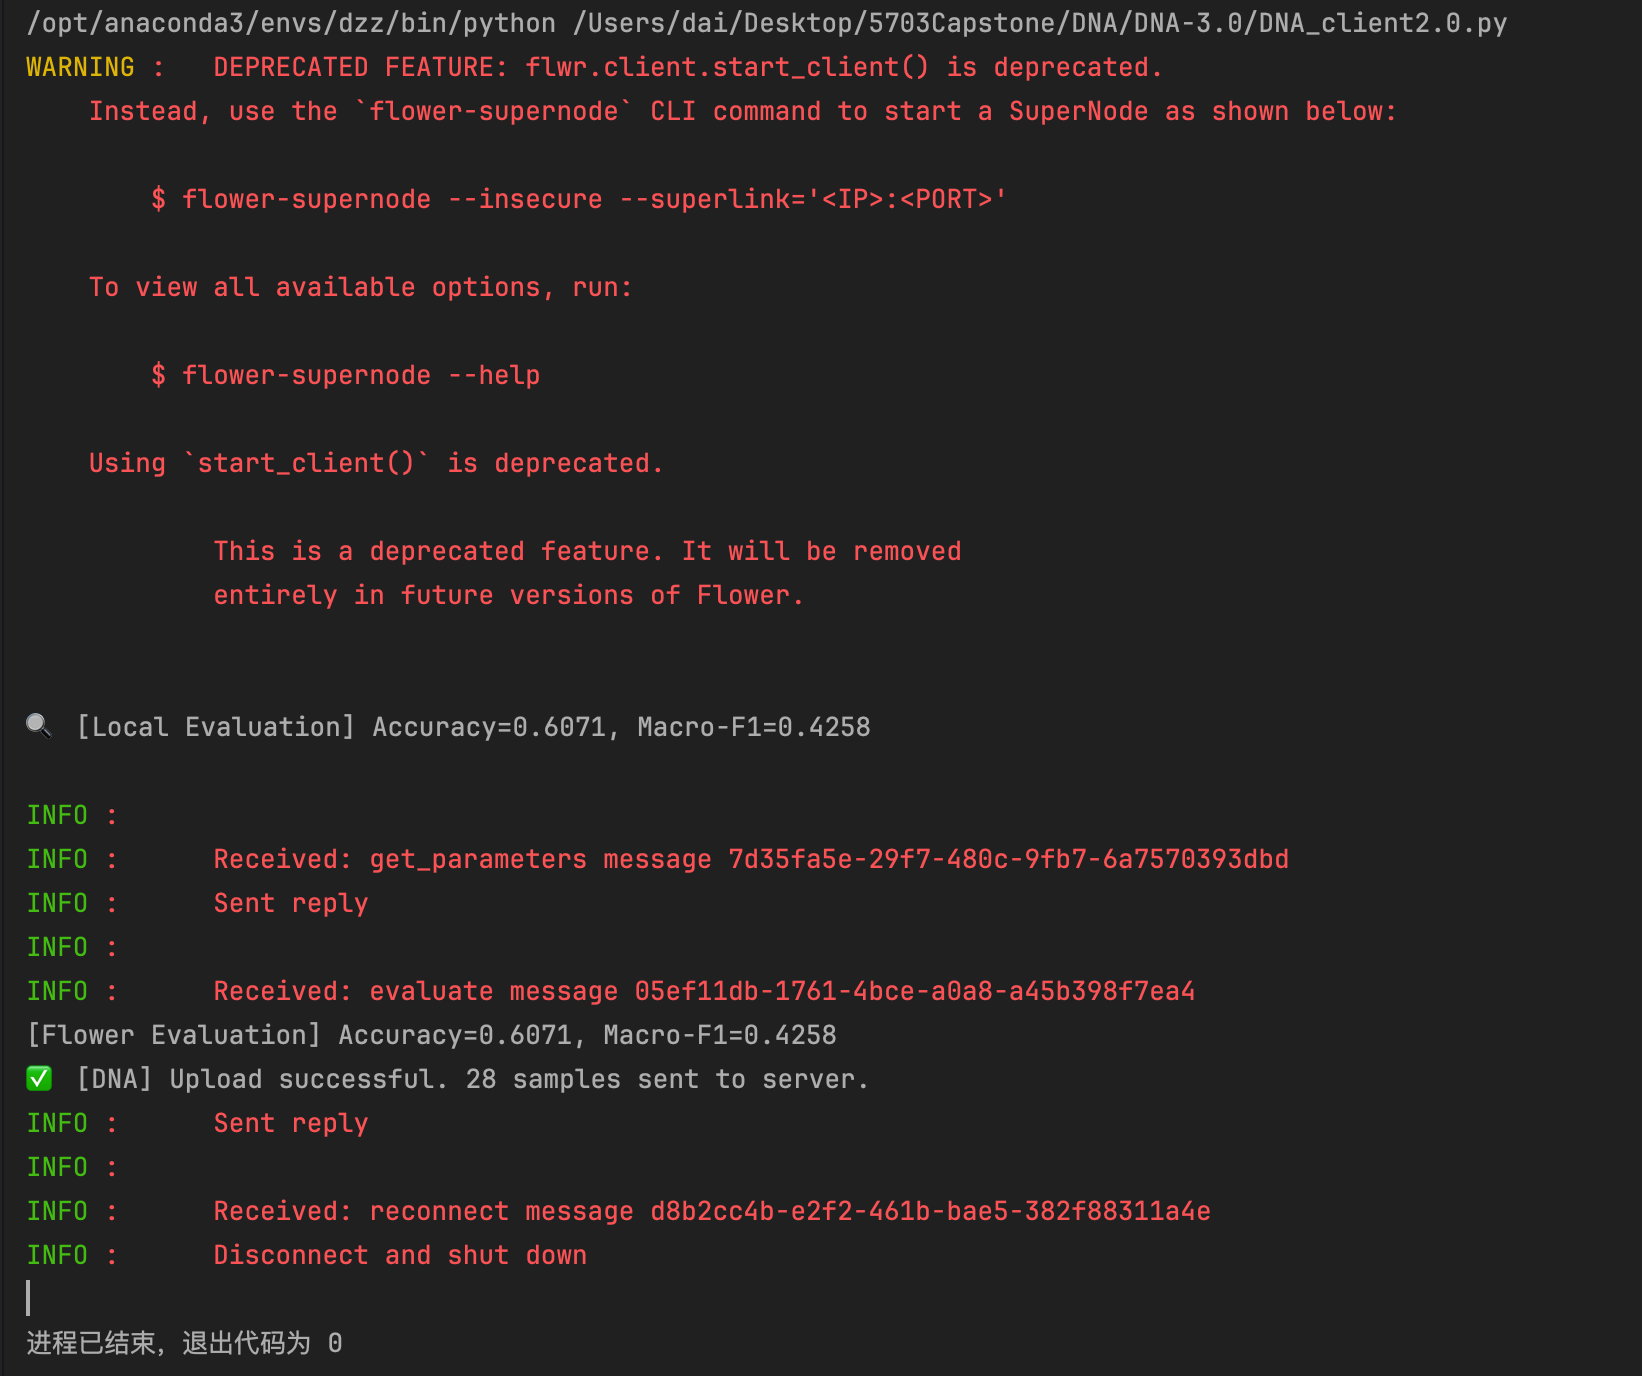 /opt/anaconda3/envs/dzz/bin/python /Users/dai/Desktop/5703Capstone/DNA/DNA-3.0/DNA_client2.0.py
WARNING :   DEPRECATED FEATURE: flwr.client.start_client() is deprecated.
    Instead, use the `flower-supernode` CLI command to start a SuperNode as shown below:
        $ flower-supernode --insecure --superlink='<IP>:<PORT>'
    To view all available options, run:
        $ flower-supernode --help
    Using `start_client()` is deprecated.
            This is a deprecated feature. It will be removed
            entirely in future versions of Flower.
🔍 [Local Evaluation] Accuracy=0.6071, Macro-F1=0.4258
INFO :
INFO :      Received: get_parameters message 7d35fa5e-29f7-480c-9fb7-6a7570393dbd
INFO :      Sent reply
INFO :
INFO :      Received: evaluate message 05ef11db-1761-4bce-a0a8-a45b398f7ea4
[Flower Evaluation] Accuracy=0.6071, Macro-F1=0.4258
✅ [DNA] Upload successful. 28 samples sent to server.
INFO :      Sent reply
INFO :
INFO :      Received: reconnect message d8b2cc4b-e2f2-461b-bae5-382f88311a4e
INFO :      Disconnect and shut down
进程已结束，退出代码为 0